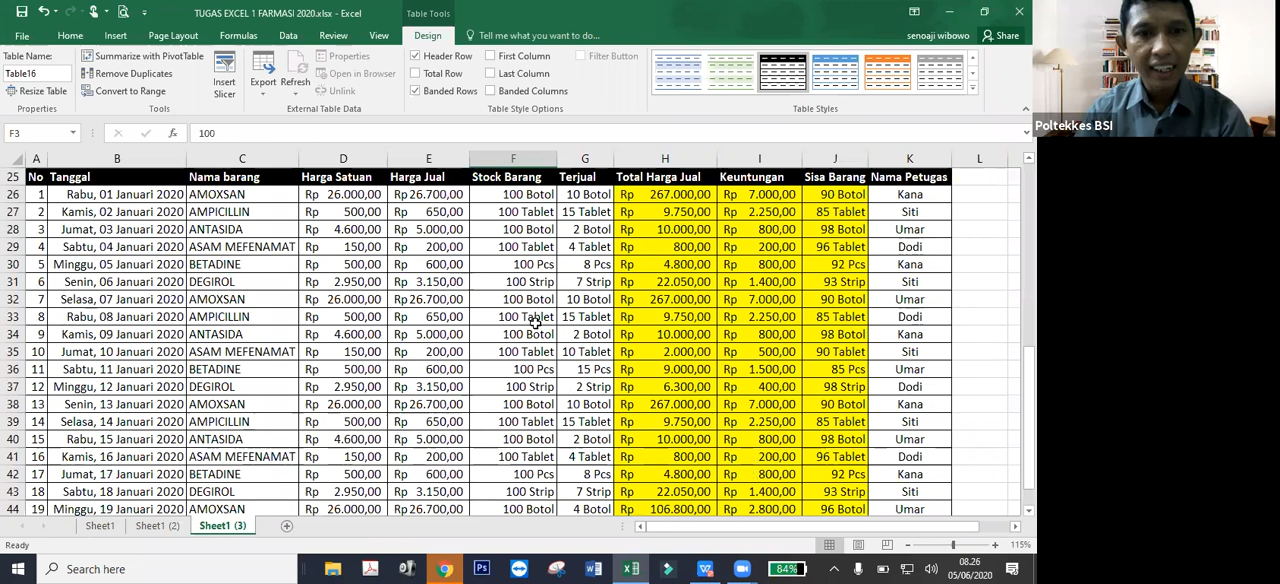 TUGAS EXCEL 1 FARMASI 2020.xlsx - Excel
Table Tools
File Home Insert Page Layout Formulas Data Review View Design Tell me what you want to do... senoaji wibowo Share
Table Name: Summarize with PivotTable Properties Header Row First Column Filter Button
Table16 Remove Duplicates Open in Browser Total Row Last Column
Resize Table Convert to Range Insert Slicer Export Refresh Unlink Banded Rows Banded Columns
Properties Tools External Table Data Table Style Options Table Styles
Poltekkes BSI
F3 fx 100
A B C D E F G H I J K L
25 No Tanggal Nama barang Harga Satuan Harga Jual Stock Barang Terjual Total Harga Jual Keuntungan Sisa Barang Nama Petugas
26 1 Rabu, 01 Januari 2020 AMOXSAN Rp 26.000,00 Rp 26.700,00 100 Botol 10 Botol Rp 267.000,00 Rp 7.000,00 90 Botol Kana
27 2 Kamis, 02 Januari 2020 AMPICILLIN Rp 500,00 Rp 650,00 100 Tablet 15 Tablet Rp 9.750,00 Rp 2.250,00 85 Tablet Siti
28 3 Jumat, 03 Januari 2020 ANTASIDA Rp 4.600,00 Rp 5.000,00 100 Botol 2 Botol Rp 10.000,00 Rp 800,00 98 Botol Umar
29 4 Sabtu, 04 Januari 2020 ASAM MEFENAMAT Rp 150,00 Rp 200,00 100 Tablet 4 Tablet Rp 800,00 Rp 200,00 96 Tablet Dodi
30 5 Minggu, 05 Januari 2020 BETADINE Rp 500,00 Rp 600,00 100 Pcs 8 Pcs Rp 4.800,00 Rp 800,00 92 Pcs Kana
31 6 Senin, 06 Januari 2020 DEGIROL Rp 2.950,00 Rp 3.150,00 100 Strip 7 Strip Rp 22.050,00 Rp 1.400,00 93 Strip Siti
32 7 Selasa, 07 Januari 2020 AMOXSAN Rp 26.000,00 Rp 26.700,00 100 Botol 10 Botol Rp 267.000,00 Rp 7.000,00 90 Botol Umar
33 8 Rabu, 08 Januari 2020 AMPICILLIN Rp 500,00 Rp 650,00 100 Tablet 15 Tablet Rp 9.750,00 Rp 2.250,00 85 Tablet Dodi
34 9 Kamis, 09 Januari 2020 ANTASIDA Rp 4.600,00 Rp 5.000,00 100 Botol 2 Botol Rp 10.000,00 Rp 800,00 98 Botol Kana
35 10 Jumat, 10 Januari 2020 ASAM MEFENAMAT Rp 150,00 Rp 200,00 100 Tablet 10 Tablet Rp 2.000,00 Rp 500,00 90 Tablet Siti
36 11 Sabtu, 11 Januari 2020 BETADINE Rp 500,00 Rp 600,00 100 Pcs 15 Pcs Rp 9.000,00 Rp 1.500,00 85 Pcs Umar
37 12 Minggu, 12 Januari 2020 DEGIROL Rp 2.950,00 Rp 3.150,00 100 Strip 2 Strip Rp 6.300,00 Rp 400,00 98 Strip Dodi
38 13 Senin, 13 Januari 2020 AMOXSAN Rp 26.000,00 Rp 26.700,00 100 Botol 10 Botol Rp 267.000,00 Rp 7.000,00 90 Botol Kana
39 14 Selasa, 14 Januari 2020 AMPICILLIN Rp 500,00 Rp 650,00 100 Tablet 15 Tablet Rp 9.750,00 Rp 2.250,00 85 Tablet Siti
40 15 Rabu, 15 Januari 2020 ANTASIDA Rp 4.600,00 Rp 5.000,00 100 Botol 2 Botol Rp 10.000,00 Rp 800,00 98 Botol Umar
41 16 Kamis, 16 Januari 2020 ASAM MEFENAMAT Rp 150,00 Rp 200,00 100 Tablet 4 Tablet Rp 800,00 Rp 200,00 96 Tablet Dodi
42 17 Jumat, 17 Januari 2020 BETADINE Rp 500,00 Rp 600,00 100 Pcs 8 Pcs Rp 4.800,00 Rp 800,00 92 Pcs Kana
43 18 Sabtu, 18 Januari 2020 DEGIROL Rp 2.950,00 Rp 3.150,00 100 Strip 7 Strip Rp 22.050,00 Rp 1.400,00 93 Strip Siti
44 19 Minggu, 19 Januari 2020 AMOXSAN Rp 26.000,00 Rp 26.700,00 100 Botol 4 Botol Rp 106.800,00 Rp 2.800,00 96 Botol Umar
Sheet1 Sheet1 (2) Sheet1 (3)
Ready 115%
Search here 84% 08.26
05/06/2020